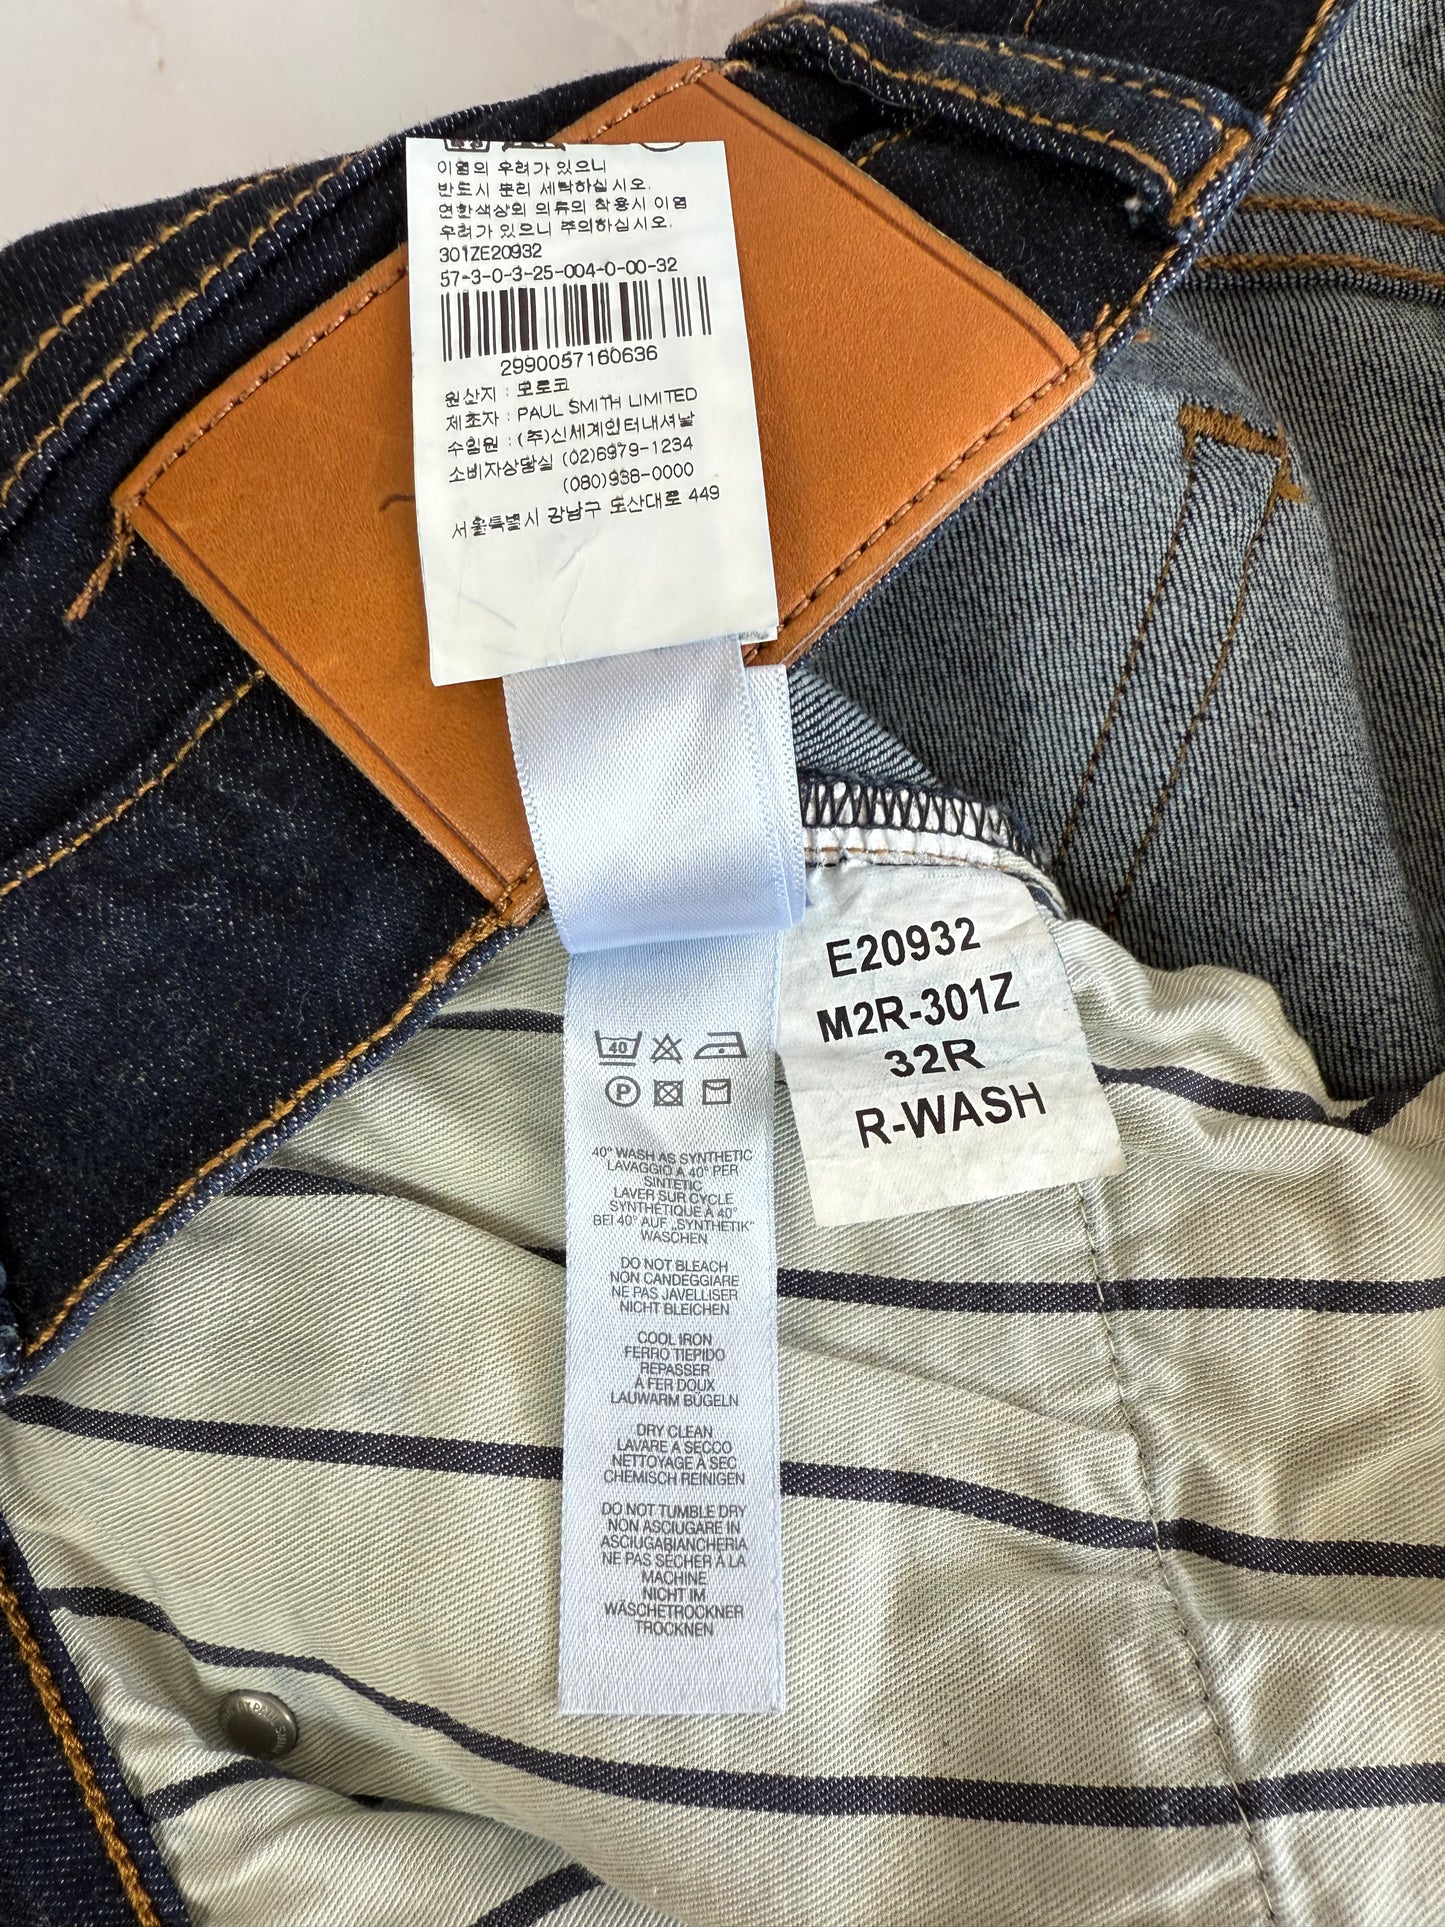 이염의 우려가 있으니
반드시 분리 세탁하십시오.
연한색상의 의류의 착용시 이염
우려가 있으니 주의하십시오.
301ZE20932
57-3-0-3-25-004-0-00-32
2990057160636
원산지 : 모로코
제조자 : PAUL SMITH LIMITED
수입원 : (주)신세계인터내셔날
소비자상담실 (02)6979-1234
(080)938-0000
서울특별시 강남구 도산대로 449
E20932
M2R-301Z
32R
R-WASH
40
P
40° WASH AS SYNTHETIC
LAVAGGIO A 40° PER
SINTETIC
LAVER SUR CYCLE
SYNTHÉTIQUE À 40°
BEI 40° AUF „SYNTHETIK"
WASCHEN
DO NOT BLEACH
NON CANDEGGIARE
NE PAS JAVELLISER
NICHT BLEICHEN
COOL IRON
FERRO TIEPIDO
REPASSER
À FER DOUX
LAUWARM BÜGELN
DRY CLEAN
LAVARE A SECCO
NETTOYAGE À SEC
CHEMISCH REINIGEN
DO NOT TUMBLE DRY
NON ASCIUGARE IN
ASCIUGABIANCHERIA
NE PAS SÉCHER À LA
MACHINE
NICHT IM
WÄSCHETROCKNER
TROCKNEN